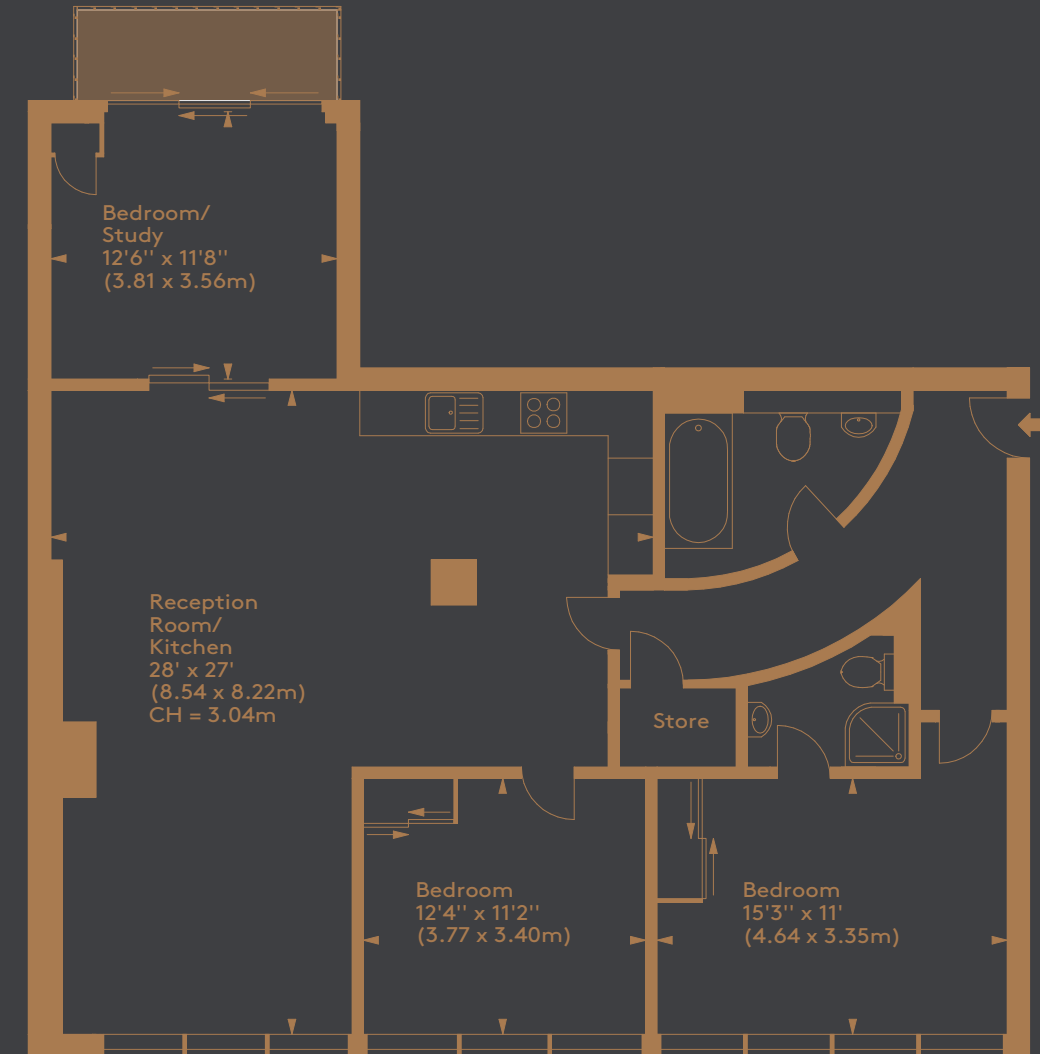 Bedroom/
Study
12'6'' x 11'8''
(3.81 x 3.56m)
Reception
Room/
Kitchen
28' x 27'
(8.54 x 8.22m)
CH = 3.04m
Store
Bedroom
12'4'' x 11'2''
(3.77 x 3.40m)
Bedroom
15'3'' x 11'
(4.64 x 3.35m)